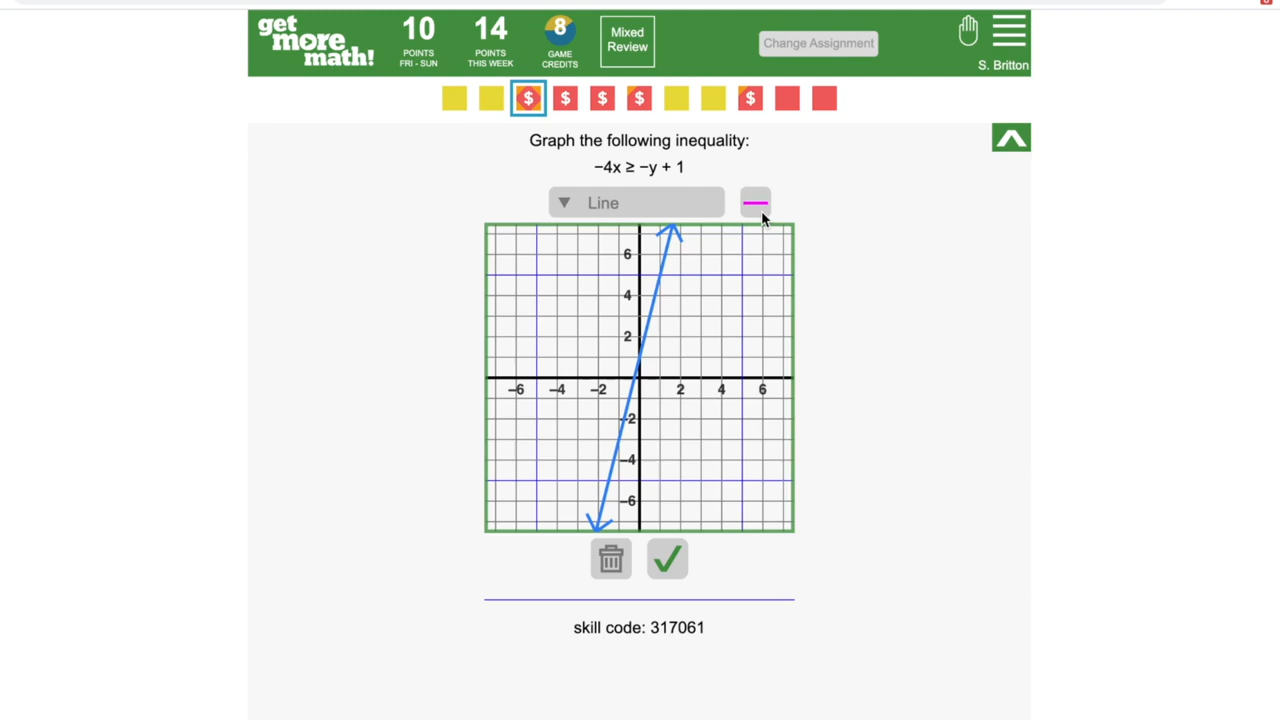 get
more
math!
10
POINTS
FRI - SUN
14
POINTS
THIS WEEK
8
GAME
CREDITS
Mixed
Review
Change Assignment
S. Britton
$ $ $ $ $
Graph the following inequality:
−4x ≥ −y + 1
▼ Line
6
4
2
−6 −4 −2 2 4 6
−2
−4
−6
skill code: 317061